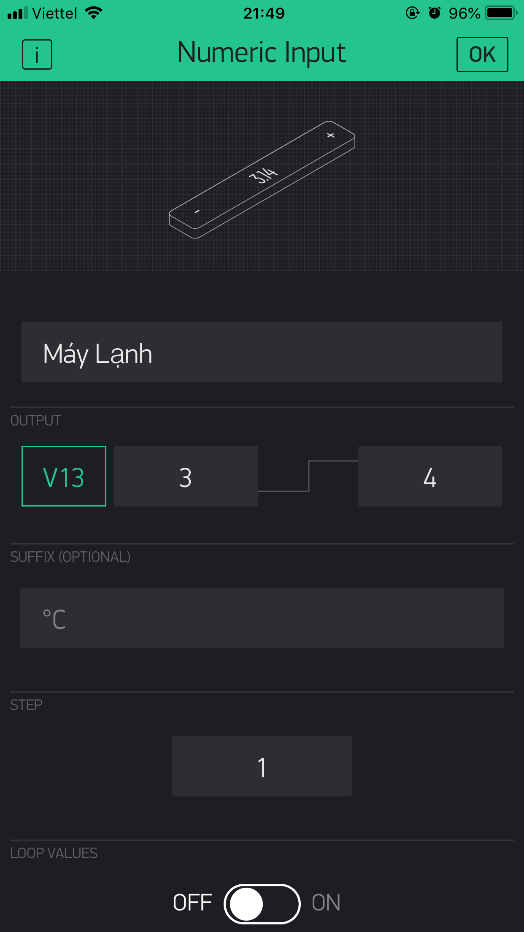 Viettel 21:49 96%
i Numeric Input OK
- 3.14 +
Máy Lạnh
OUTPUT
V13 3 4
SUFFIX (OPTIONAL)
°C
STEP
1
LOOP VALUES
OFF ON